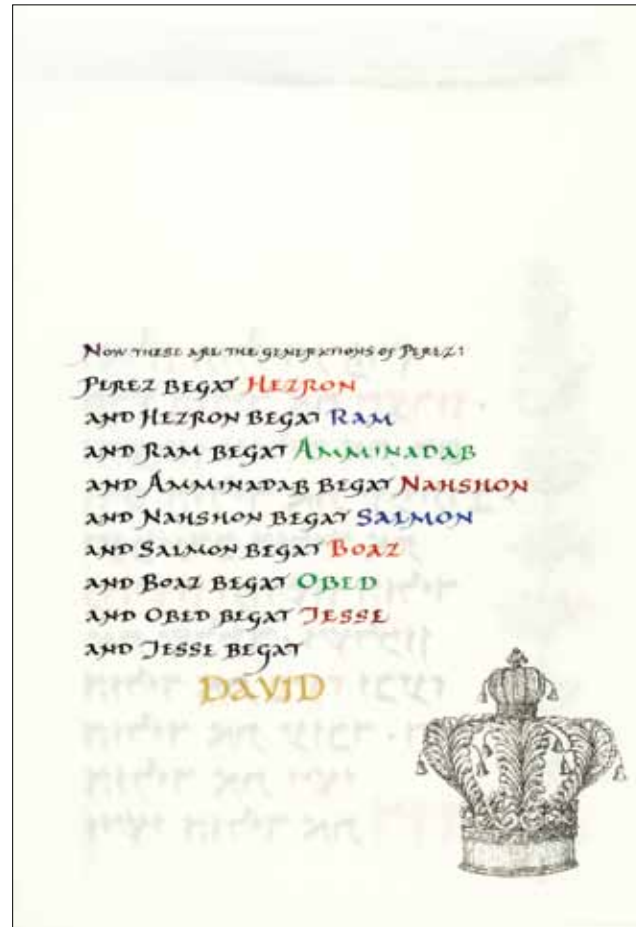 Now these are the generations of Perez:
Perez begat Hezron
and Hezron begat Ram
and Ram begat Amminadab
and Amminadab begat Nahshon
and Nahshon begat Salmon
and Salmon begat Boaz
and Boaz begat Obed
and Obed begat Jesse
and Jesse begat
DAVID